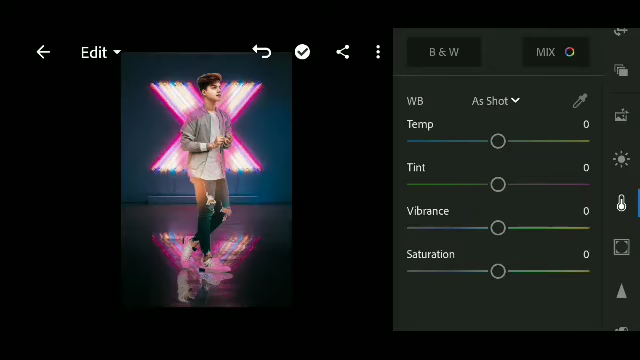 Edit
B & W
MIX
WB
As Shot
Temp
0
Tint
0
Vibrance
0
Saturation
0